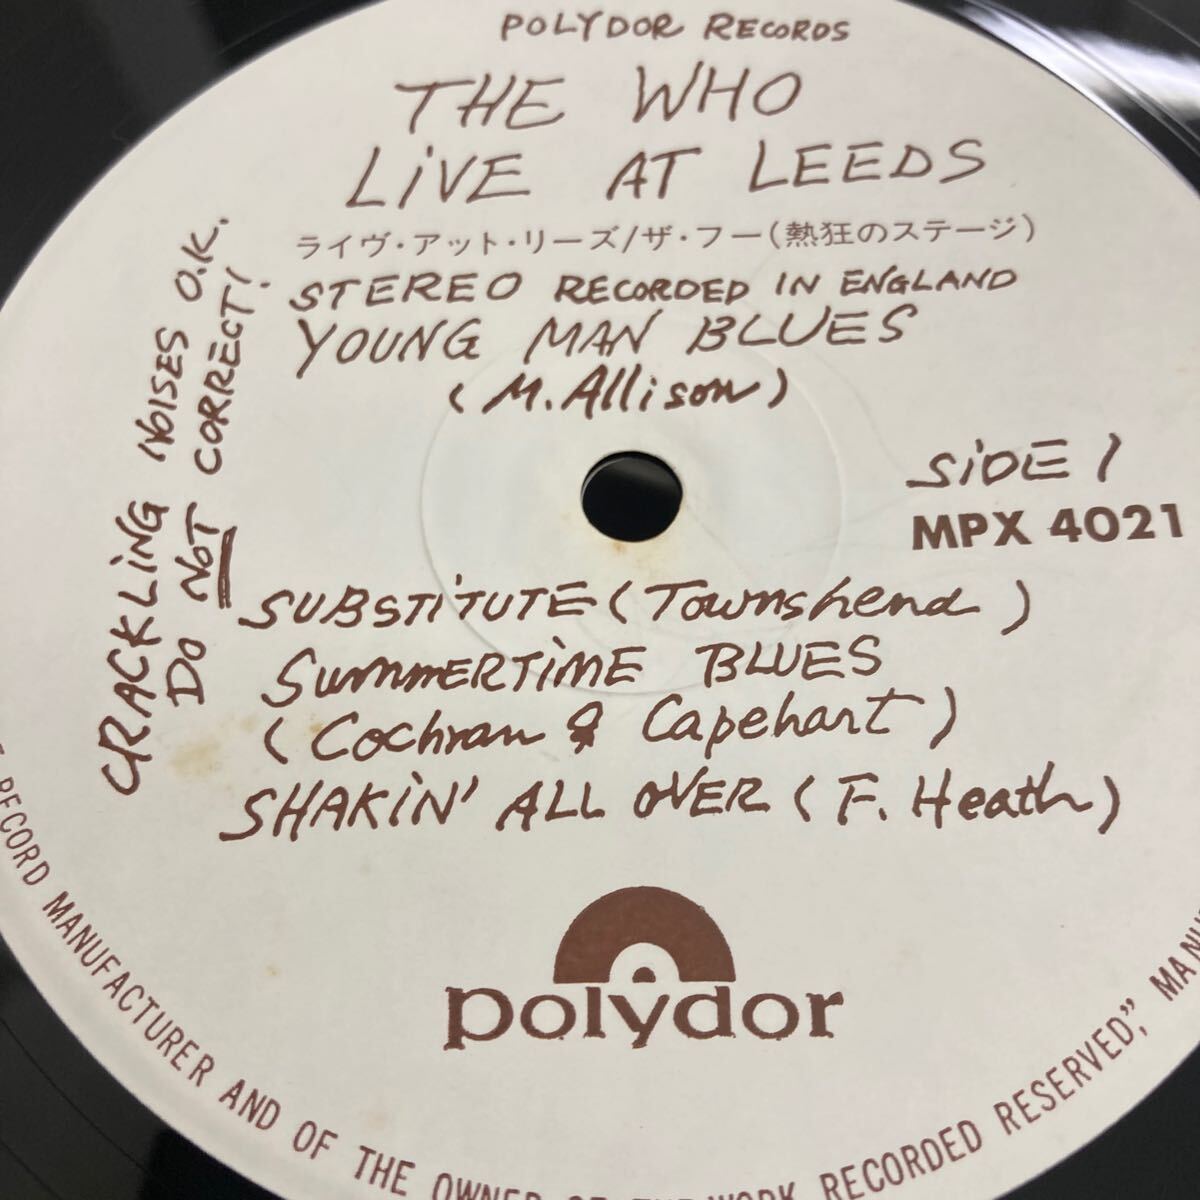 POLYDOR RECORDS
THE WHO
LiVE AT LEEDS
ライヴ・アット・リーズ/ザ・フー(熱狂のステージ)
STEREO RECORDED IN ENGLAND
YOUNG MAN BLUES
(M. Allison)
SiDE 1
MPX 4021
SUBSTiTUTE (Townshend)
SUMMERTiME BLUES
(Cochran & Capehart)
SHAKiN' ALL OVER (F. Heath)
CRACKLiNG NOISES O.K.
DO NOT CORRECT!
polydor
RECORD MANUFACTURER AND OF THE OWNER OF THE WORK RECORDED RESERVED",